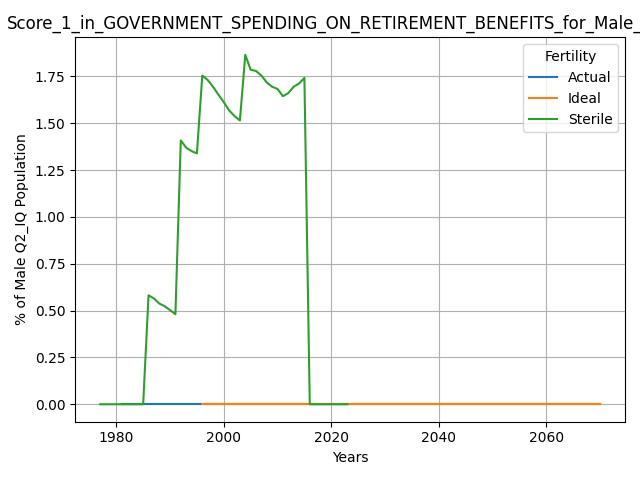 Score_1_in_GOVERNMENT_SPENDING_ON_RETIREMENT_BENEFITS_for_Male_
Fertility
Actual
Ideal
Sterile
% of Male Q2_IQ Population
1.75
1.50
1.25
1.00
0.75
0.50
0.25
0.00
1980 2000 2020 2040 2060
Years